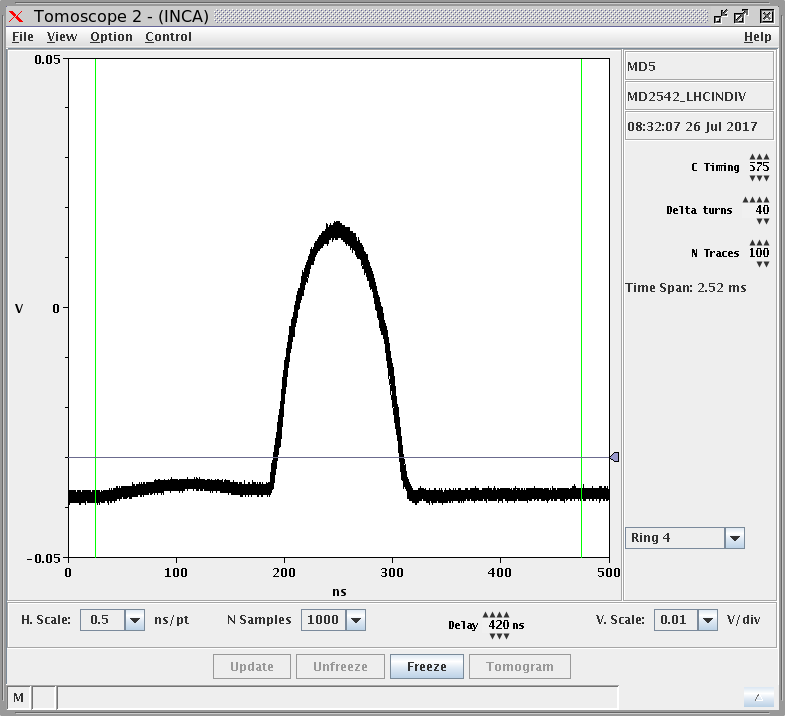 Tomoscope 2 - (INCA)
File View Option Control Help
0.05
V 0
-0.05
0 100 200 300 400 500
ns
MD5
MD2542_LHCINDIV
08:32:07 26 Jul 2017
C Timing 575
Delta turns 40
N Traces 100
Time Span: 2.52 ms
Ring 4
H. Scale: 0.5 ns/pt N Samples 1000 Delay 420 ns V. Scale: 0.01 V/div
Update Unfreeze Freeze Tomogram
M